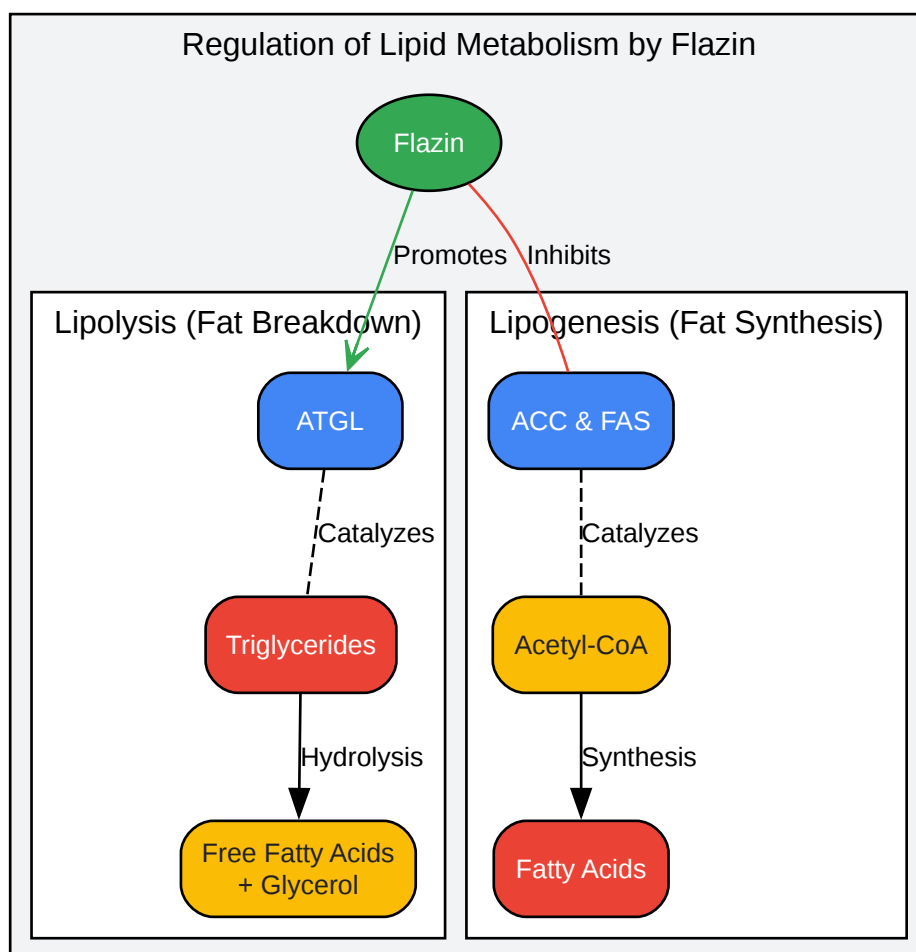 Regulation of Lipid Metabolism by Flazin
Flazin
Promotes
Inhibits
Lipolysis (Fat Breakdown)
Lipogenesis (Fat Synthesis)
ATGL
ACC & FAS
Catalyzes
Catalyzes
Triglycerides
Acetyl-CoA
Hydrolysis
Synthesis
Free Fatty Acids
+ Glycerol
Fatty Acids